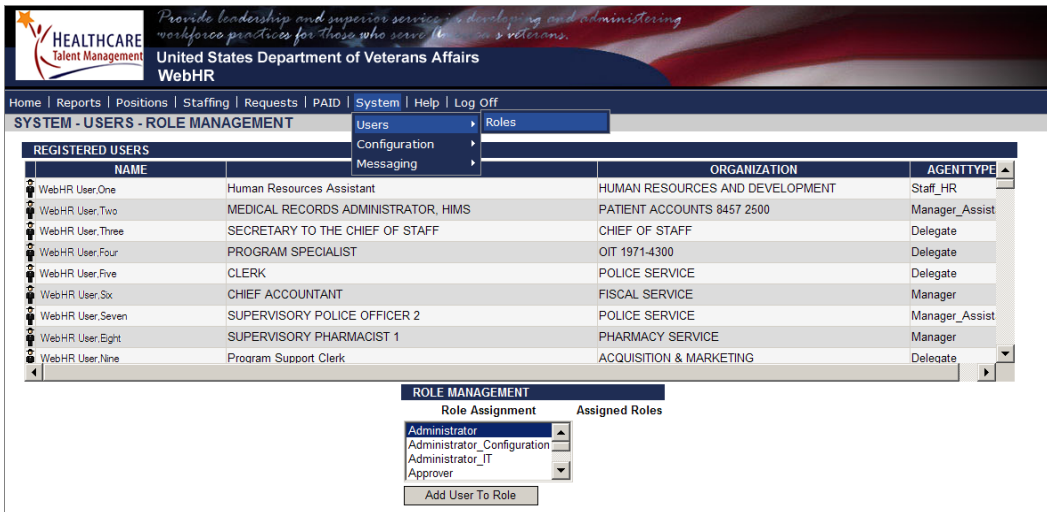 Provide leadership and superior service in developing and administering
workforce practices for those who serve America's veterans.
HEALTHCARE
Talent Management
United States Department of Veterans Affairs
WebHR
Home | Reports | Positions | Staffing | Requests | PAID | System | Help | Log Off
SYSTEM - USERS - ROLE MANAGEMENT
Users Roles
Configuration
Messaging
REGISTERED USERS
NAME ORGANIZATION AGENTTYPE
WebHR User,One Human Resources Assistant HUMAN RESOURCES AND DEVELOPMENT Staff_HR
WebHR User,Two MEDICAL RECORDS ADMINISTRATOR, HIMS PATIENT ACCOUNTS 8457 2500 Manager_Assist
WebHR User,Three SECRETARY TO THE CHIEF OF STAFF CHIEF OF STAFF Delegate
WebHR User,Four PROGRAM SPECIALIST OIT 1971-4300 Delegate
WebHR User,Five CLERK POLICE SERVICE Delegate
WebHR User,Six CHIEF ACCOUNTANT FISCAL SERVICE Manager
WebHR User,Seven SUPERVISORY POLICE OFFICER 2 POLICE SERVICE Manager_Assist
WebHR User,Eight SUPERVISORY PHARMACIST 1 PHARMACY SERVICE Manager
WebHR User,Nine Program Support Clerk ACQUISITION & MARKETING Delegate
ROLE MANAGEMENT
Role Assignment Assigned Roles
Administrator
Administrator_Configuration
Administrator_IT
Approver
Add User To Role